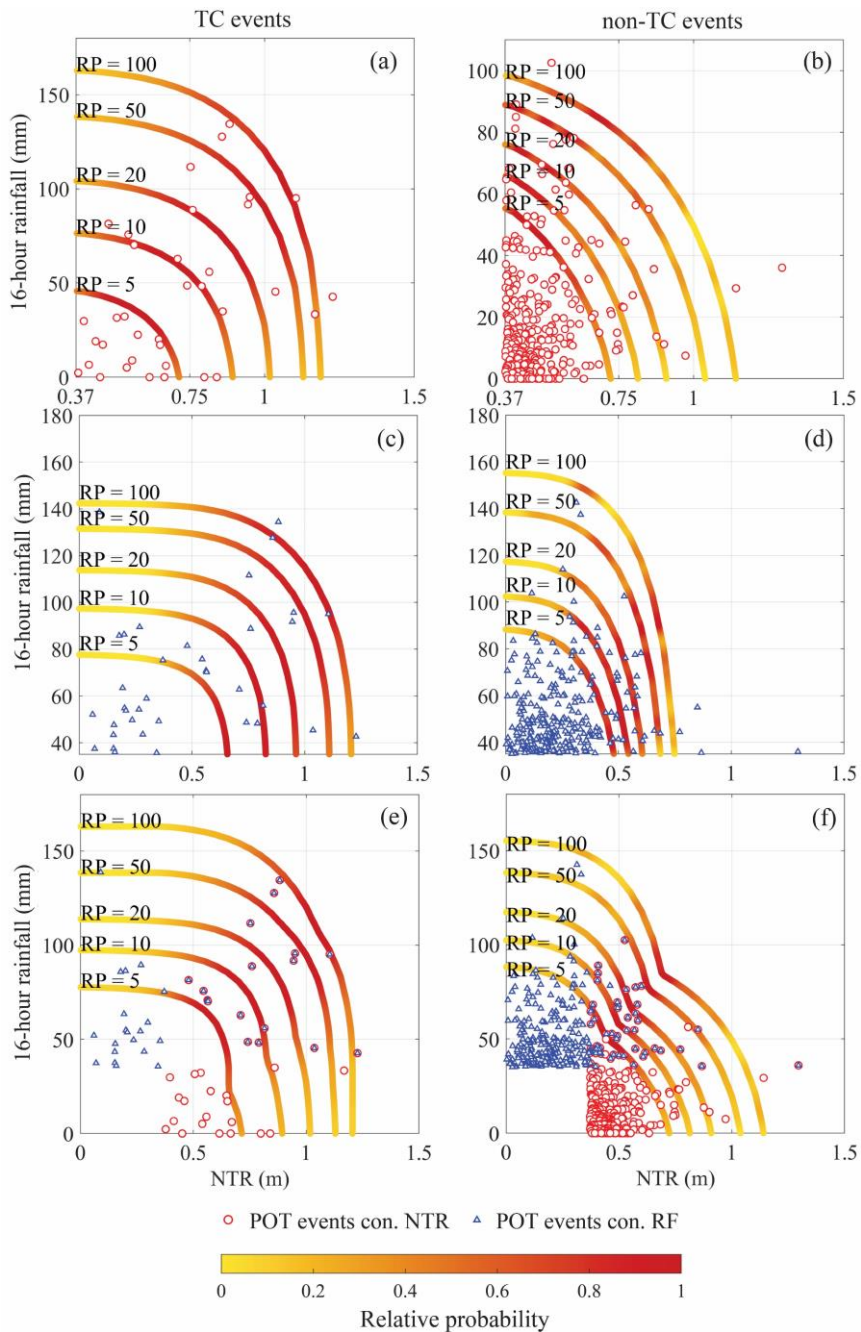 TC events
non-TC events
16-hour rainfall (mm)
(a)
150
100
50
0
RP = 100
RP = 50
RP = 20
RP = 10
RP = 5
0.37
0.75
1
1.5
(b)
100
80
60
40
20
0
RP = 100
RP = 50
RP = 20
RP = 10
RP = 5
0.37
0.75
1
1.5
16-hour rainfall (mm)
(c)
180
160
140
120
100
80
60
40
RP = 100
RP = 50
RP = 20
RP = 10
RP = 5
0
0.5
1
1.5
(d)
180
160
140
120
100
80
60
40
RP = 100
RP = 50
RP = 20
RP = 10
RP = 5
0
0.5
1
1.5
16-hour rainfall (mm)
(e)
150
100
50
0
RP = 100
RP = 50
RP = 20
RP = 10
RP = 5
0
0.5
1
1.5
NTR (m)
(f)
150
100
50
0
RP = 100
RP = 50
RP = 20
RP = 10
RP = 5
0
0.5
1
1.5
NTR (m)
POT events con. NTR
POT events con. RF
0
0.2
0.4
0.6
0.8
1
Relative probability